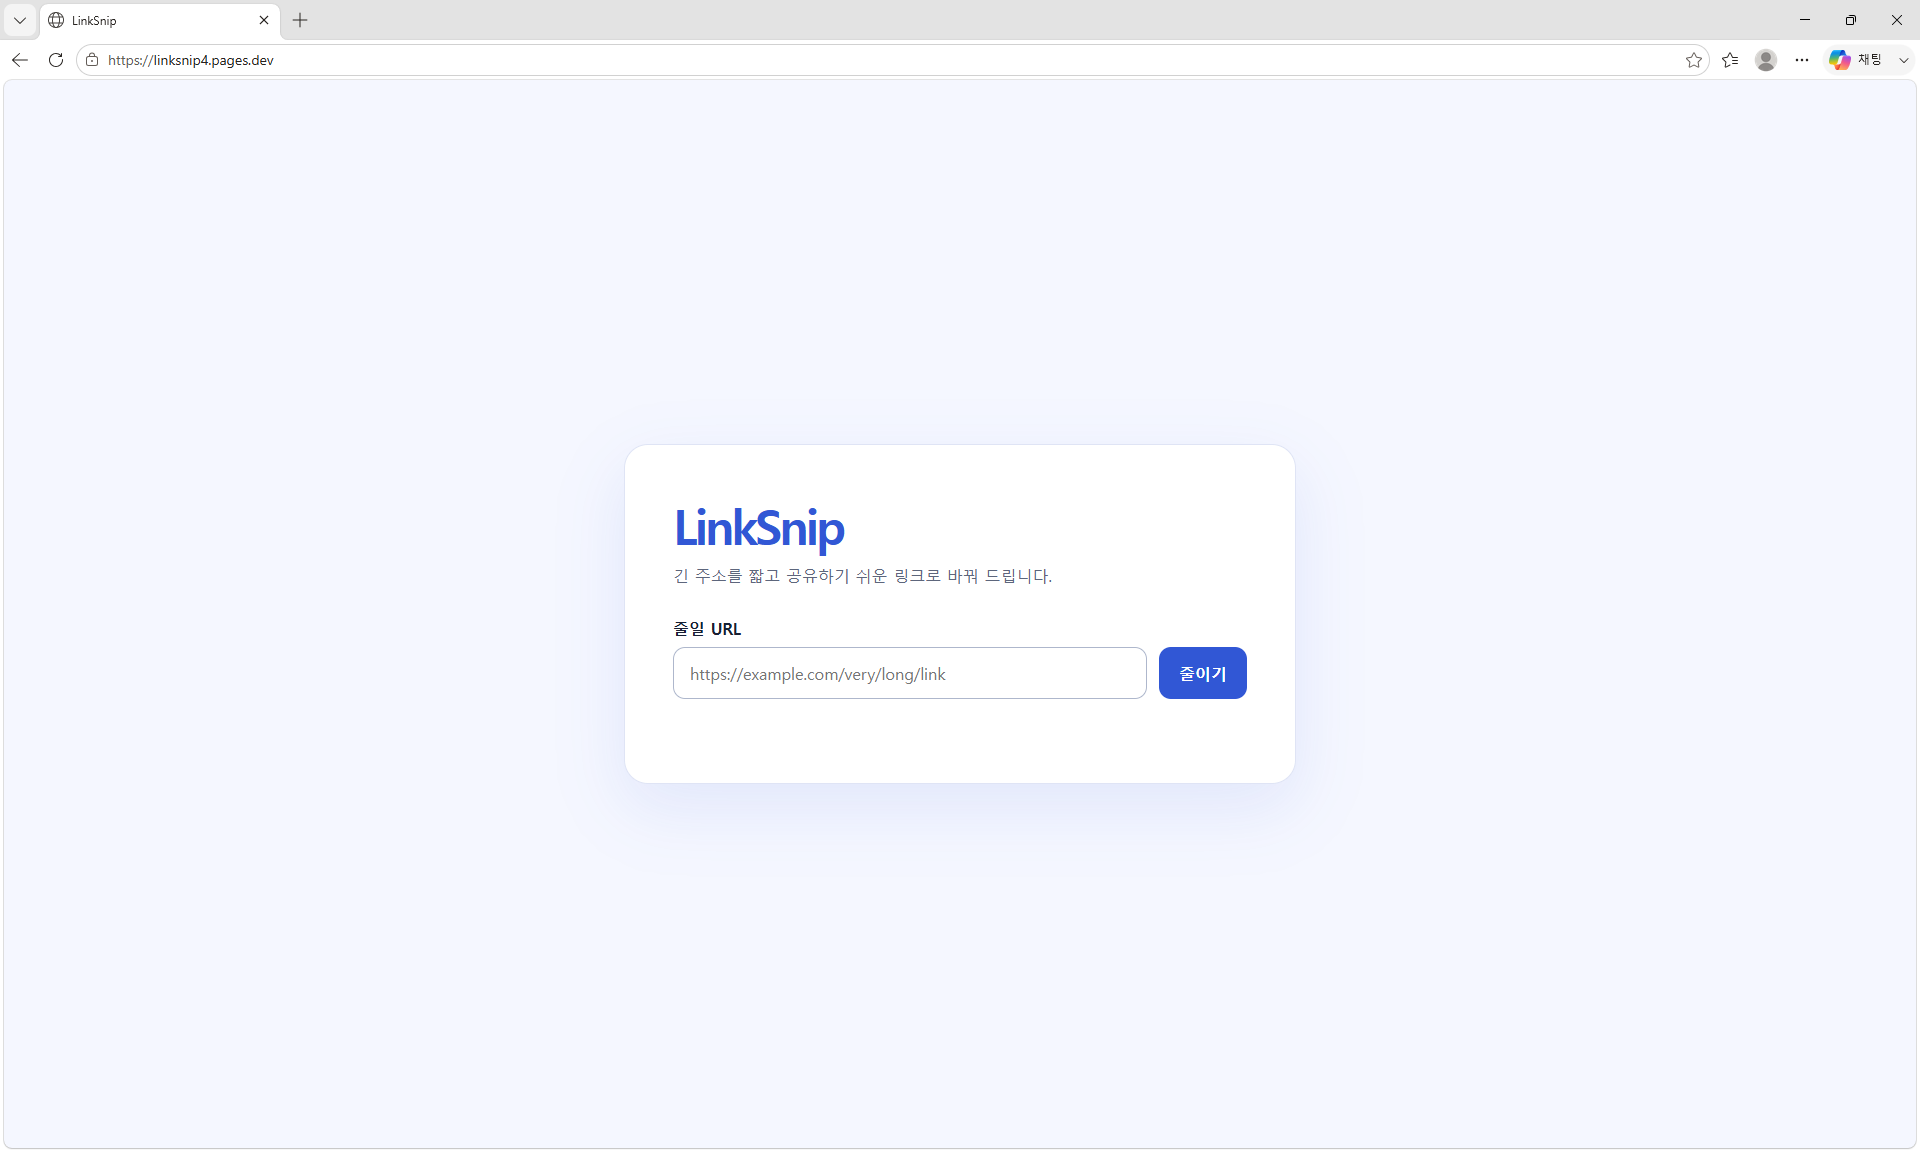 LinkSnip
https://linksnip4.pages.dev
채팅
LinkSnip
긴 주소를 짧고 공유하기 쉬운 링크로 바꿔 드립니다.
줄일 URL
https://example.com/very/long/link
줄이기